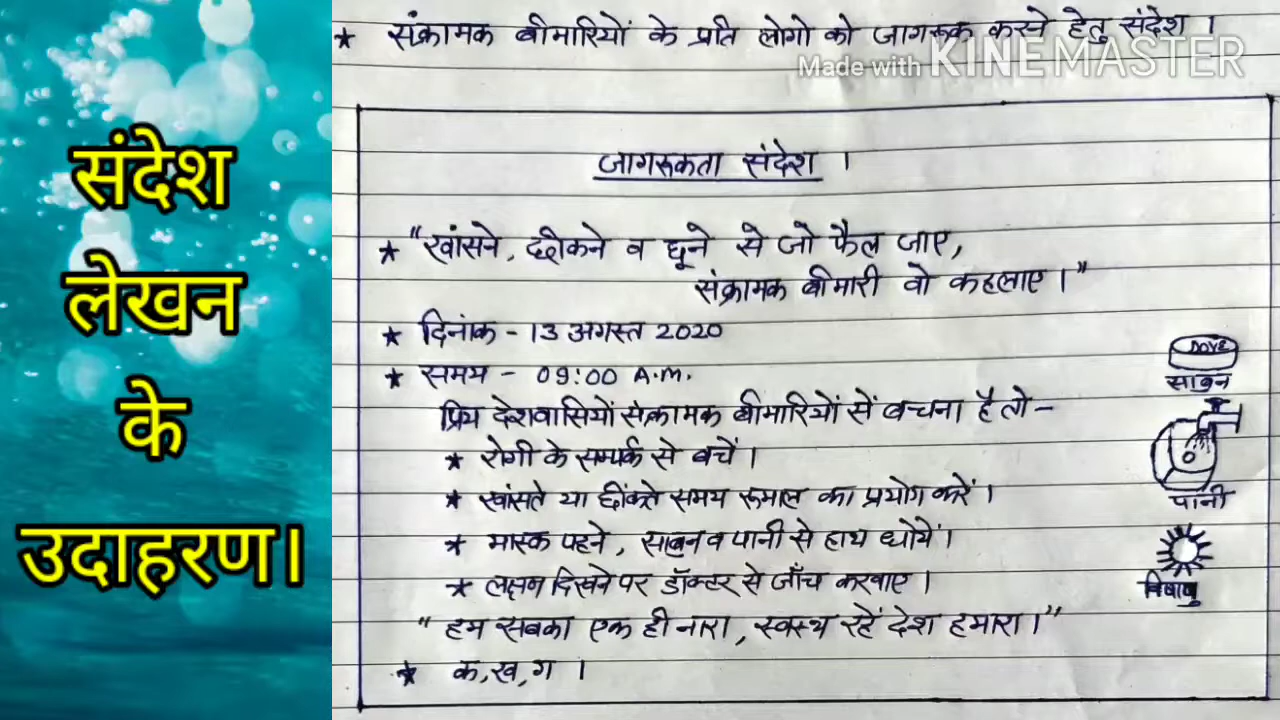 संदेश
लेखन
के
उदाहरण।
★ संक्रामक बीमारियों के प्रति लोगो को जागरूक करने हेतु संदेश ।
Made with KINEMASTER
जागरूकता संदेश ।
★ "खांसने, छींकने व छूने से जो फैल जाए,
संक्रामक बीमारी वो कहलाए ।"
★ दिनांक - 13 अगस्त 2020
★ समय - 09:00 A.M.
प्रिय देशवासियों संक्रामक बीमारियों सें बचना है तो -
★ रोगी के सम्पर्क से बचें ।
★ खांसते या छींकते समय रूमाल का प्रयोग करें ।
★ मास्क पहने, साबुन व पानी से हाथ धोयें ।
★ लक्षण दिखने पर डॉक्टर से जाँच करवाए ।
" हम सबका एक ही नारा, स्वस्थ रहें देश हमारा ।"
★ क,ख,ग ।
DOVE
साबुन
पानी
विषाणु